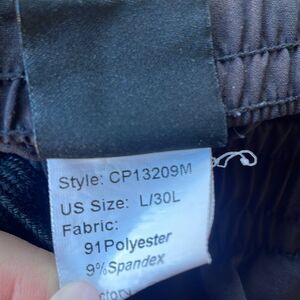 Style: CP13209M
US Size: L/30L
Fabric:
91Polyester
9%Spandex